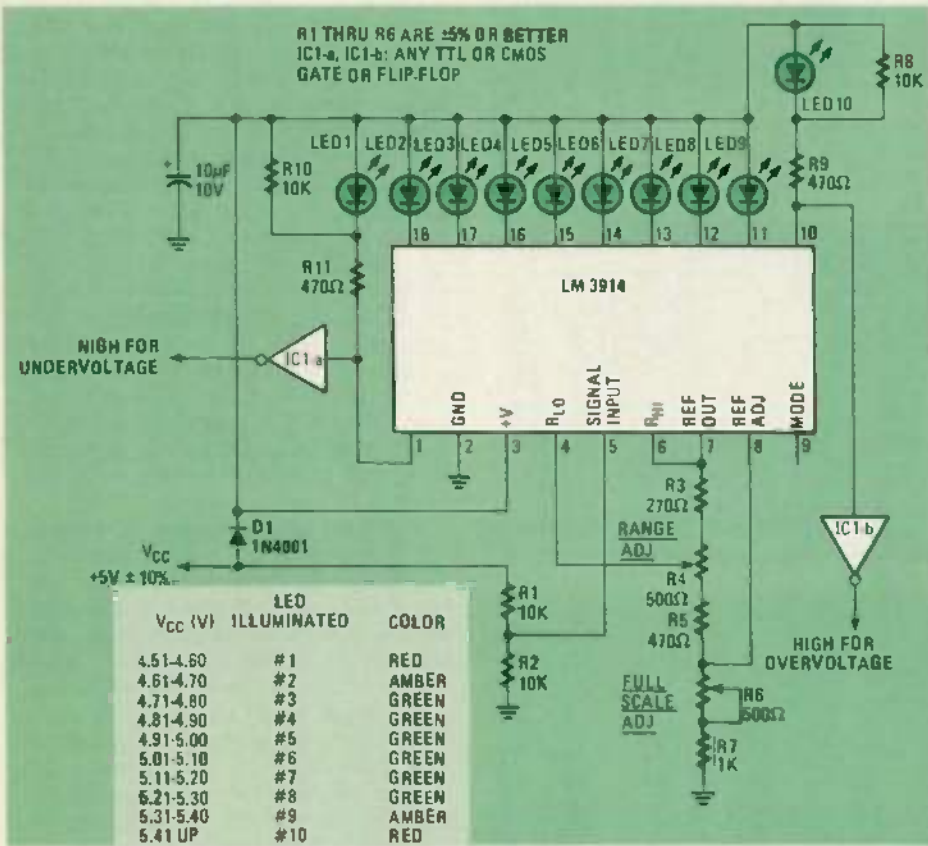 R1 THRU R6 ARE ±5% OR BETTER
IC1-a, IC1-b: ANY TTL OR CMOS
GATE OR FLIP-FLOP
R8
10K
LED10
LED1 LED2 LED3 LED4 LED5 LED6 LED7 LED8 LED9
10µF
10V
R10
10K
R9
470Ω
18 17 16 15 14 13 12 11 10
R11
470Ω
LM 3914
NIGH FOR
UNDERVOLTAGE
IC1-a
GND
+V
RLO
SIGNAL
INPUT
RHI
REF
OUT
REF
ADJ
MODE
1 2 3 4 5 6 7 8 9
R3
270Ω
D1
1N4001
RANGE
ADJ
IC1-b
VCC
+5V ± 10%
R4
500Ω
R1
10K
R5
470Ω
HIGH FOR
OVERVOLTAGE
R2
10K
FULL
SCALE
ADJ
R6
500Ω
R7
1K
LED
VCC (V) ILLUMINATED COLOR
4.51-4.60 #1 RED
4.61-4.70 #2 AMBER
4.71-4.80 #3 GREEN
4.81-4.90 #4 GREEN
4.91-5.00 #5 GREEN
5.01-5.10 #6 GREEN
5.11-5.20 #7 GREEN
5.21-5.30 #8 GREEN
5.31-5.40 #9 AMBER
5.41 UP #10 RED